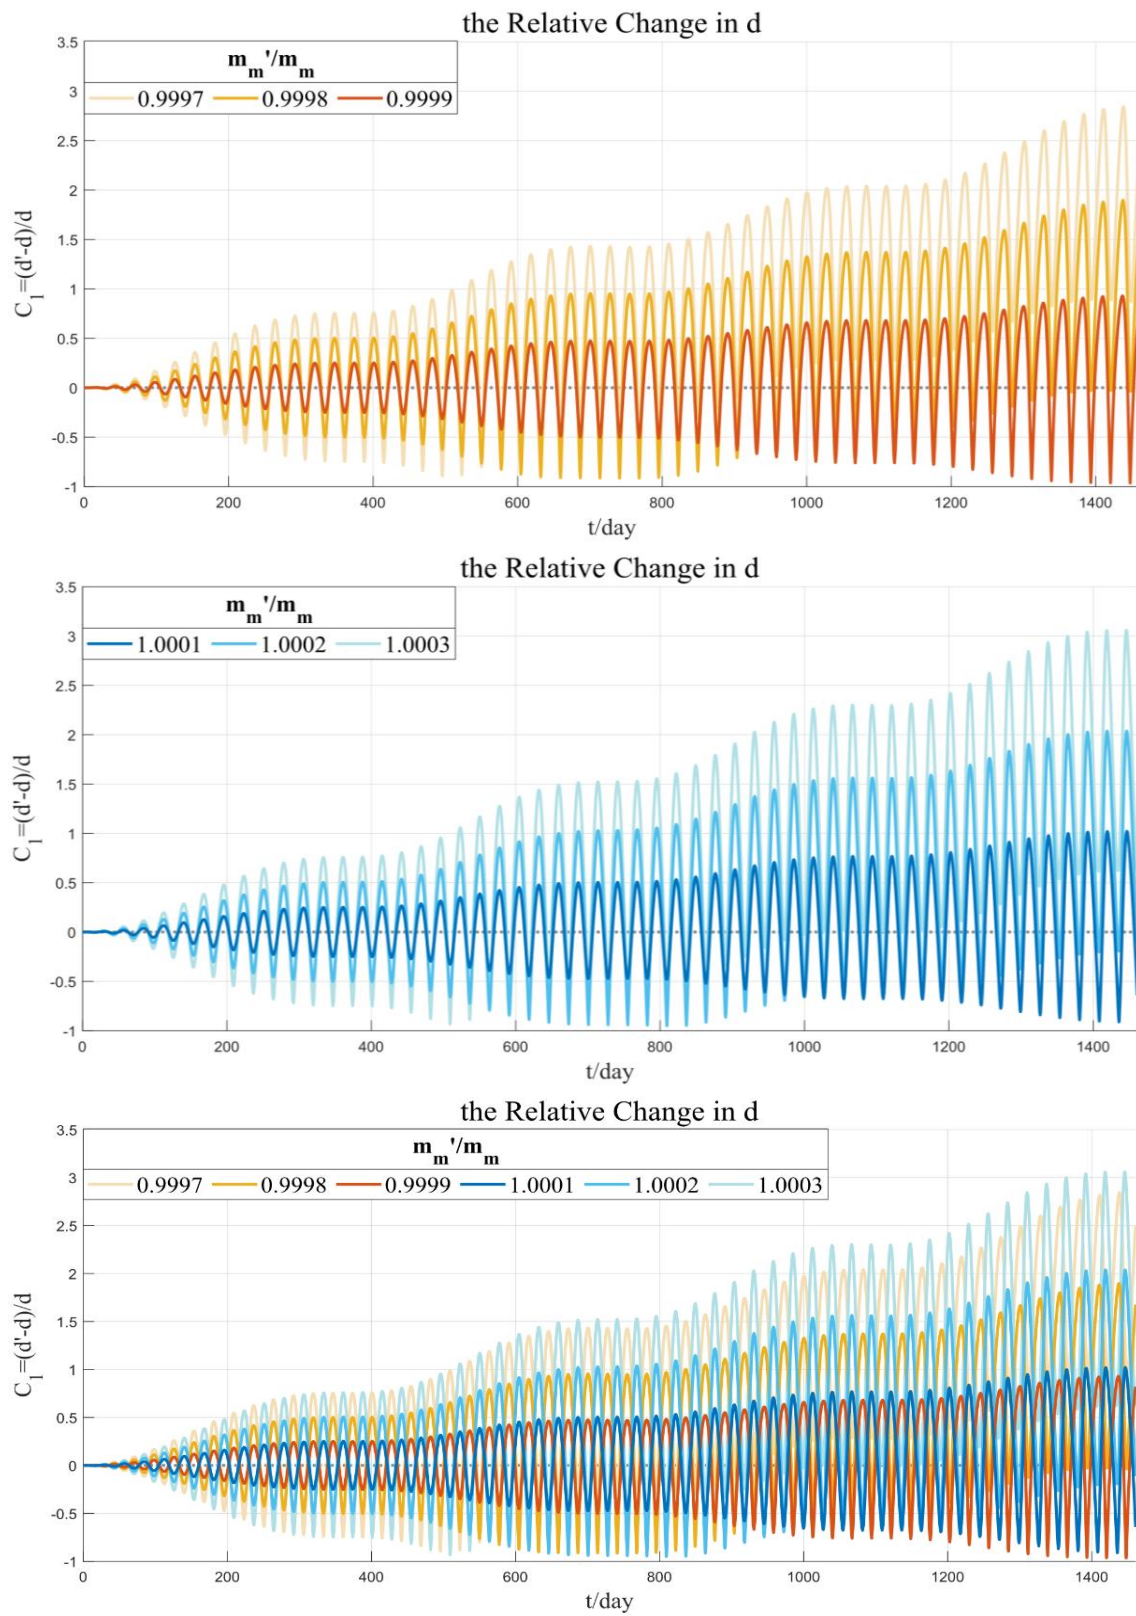 the Relative Change in d
m_m'/m_m
0.9997 0.9998 0.9999
3.5
3
2.5
2
1.5
1
0.5
0
-0.5
-1
C_1=(d'-d)/d
0 200 400 600 800 1000 1200 1400
t/day
the Relative Change in d
m_m'/m_m
1.0001 1.0002 1.0003
3.5
3
2.5
2
1.5
1
0.5
0
-0.5
-1
C_1=(d'-d)/d
0 200 400 600 800 1000 1200 1400
t/day
the Relative Change in d
m_m'/m_m
0.9997 0.9998 0.9999 1.0001 1.0002 1.0003
3.5
3
2.5
2
1.5
1
0.5
0
-0.5
-1
C_1=(d'-d)/d
0 200 400 600 800 1000 1200 1400
t/day